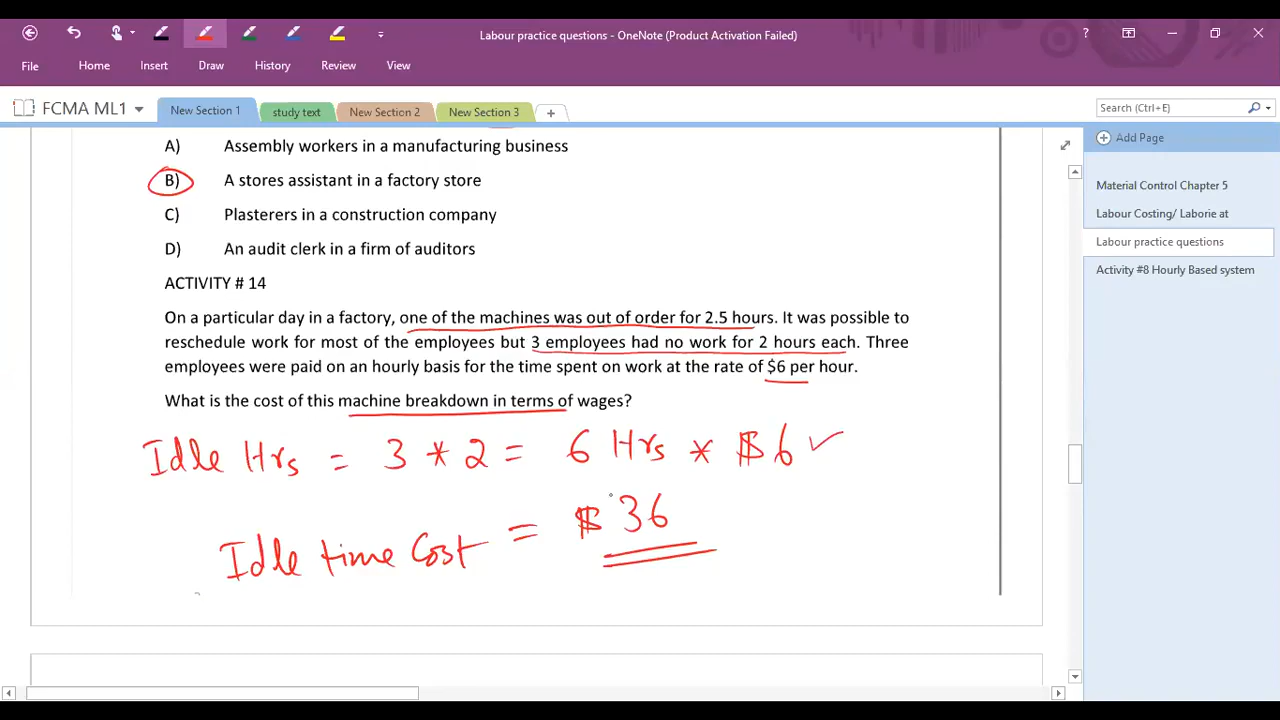 Labour practice questions - OneNote (Product Activation Failed)
?
File Home Insert Draw History Review View
FCMA ML1 New Section 1 study text New Section 2 New Section 3 +
Search (Ctrl+E)
Add Page
Material Control Chapter 5
Labour Costing/ Laborie at
Labour practice questions
Activity #8 Hourly Based system
A) Assembly workers in a manufacturing business
B) A stores assistant in a factory store
C) Plasterers in a construction company
D) An audit clerk in a firm of auditors
ACTIVITY # 14
On a particular day in a factory, one of the machines was out of order for 2.5 hours. It was possible to
reschedule work for most of the employees but 3 employees had no work for 2 hours each. Three
employees were paid on an hourly basis for the time spent on work at the rate of $6 per hour.
What is the cost of this machine breakdown in terms of wages?
Idle Hrs = 3 * 2 = 6 Hrs * $6 ✓
Idle time Cost = $ 36